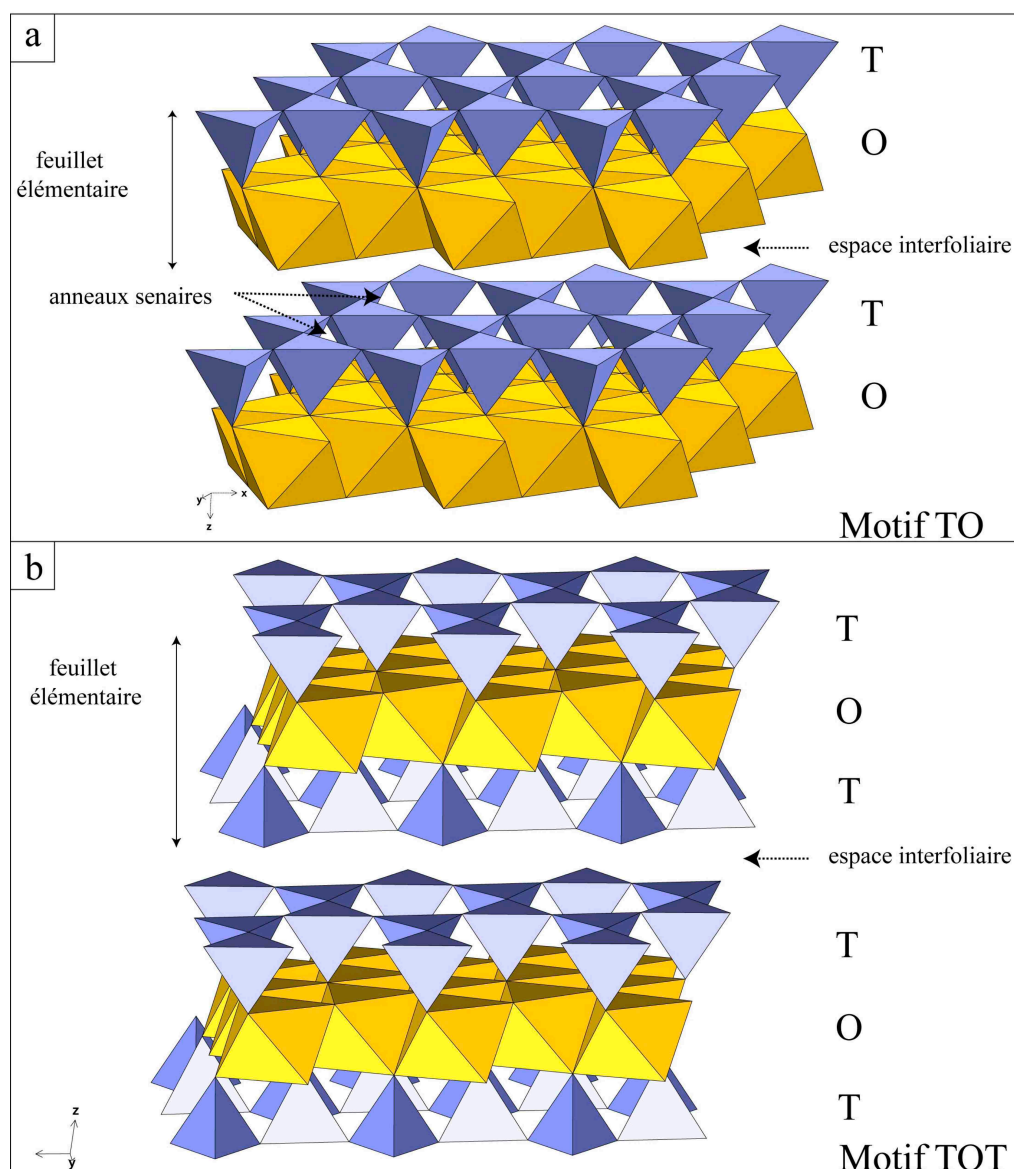 a
T
O
feuillet
élémentaire
espace interfoliaire
anneaux senaires
T
O
y x
z
Motif TO
b
T
feuillet
élémentaire
O
T
espace interfoliaire
T
O
T
z
y
Motif TOT